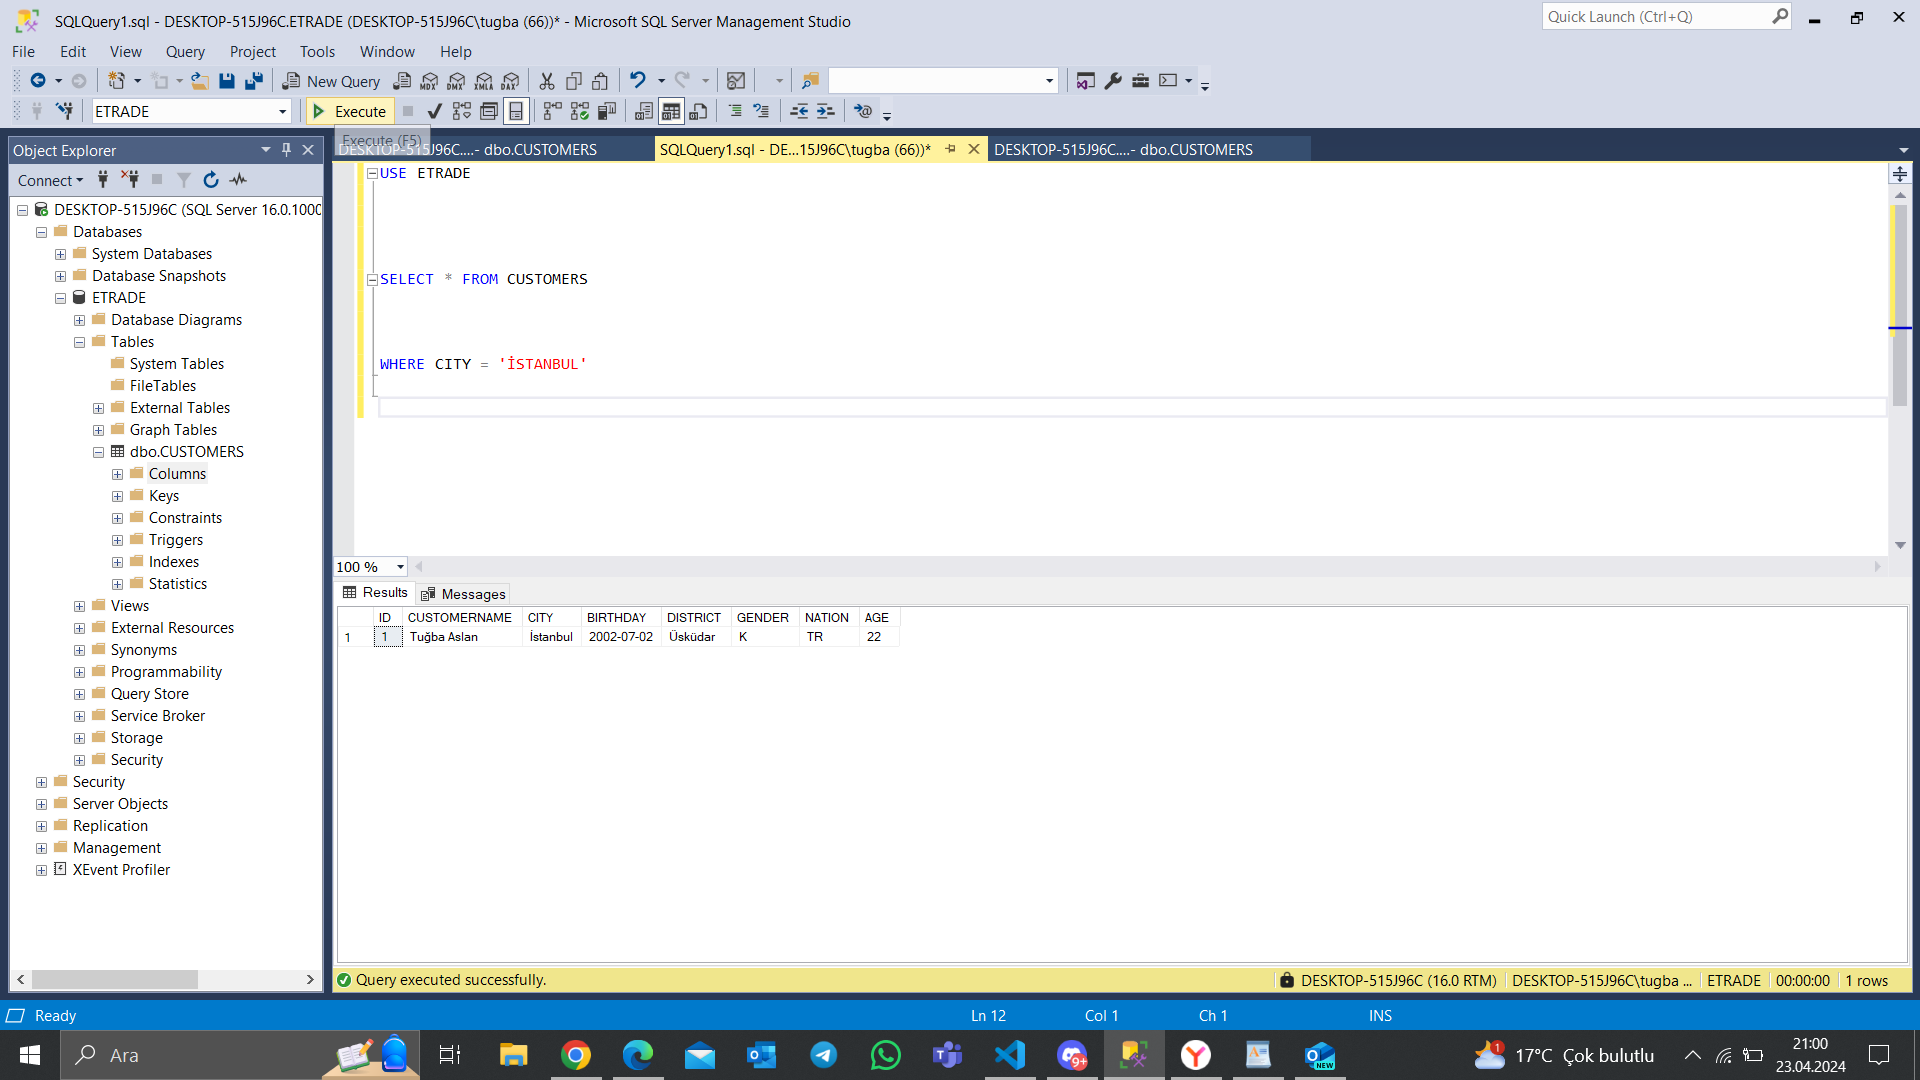 SQLQuery1.sql - DESKTOP-515J96C.ETRADE (DESKTOP-515J96C\tugba (66))* - Microsoft SQL Server Management Studio
Quick Launch (Ctrl+Q)
File Edit View Query Project Tools Window Help
New Query MDX DMX XMLA DAX
ETRADE Execute
Execute (F5)
Object Explorer
DESKTOP-515J96C....- dbo.CUSTOMERS SQLQuery1.sql - DE...15J96C\tugba (66))* DESKTOP-515J96C....- dbo.CUSTOMERS
Connect
DESKTOP-515J96C (SQL Server 16.0.1000
Databases
System Databases
Database Snapshots
ETRADE
Database Diagrams
Tables
System Tables
FileTables
External Tables
Graph Tables
dbo.CUSTOMERS
Columns
Keys
Constraints
Triggers
Indexes
Statistics
Views
External Resources
Synonyms
Programmability
Query Store
Service Broker
Storage
Security
Security
Server Objects
Replication
Management
XEvent Profiler
USE ETRADE
SELECT * FROM CUSTOMERS
WHERE CITY = 'İSTANBUL'
100 %
Results Messages
ID CUSTOMERNAME CITY BIRTHDAY DISTRICT GENDER NATION AGE
1 1 Tuğba Aslan İstanbul 2002-07-02 Üsküdar K TR 22
Query executed successfully. DESKTOP-515J96C (16.0 RTM) DESKTOP-515J96C\tugba ... ETRADE 00:00:00 1 rows
Ready Ln 12 Col 1 Ch 1 INS
Ara
9+
NEW
1
17°C Çok bulutlu
21:00
23.04.2024